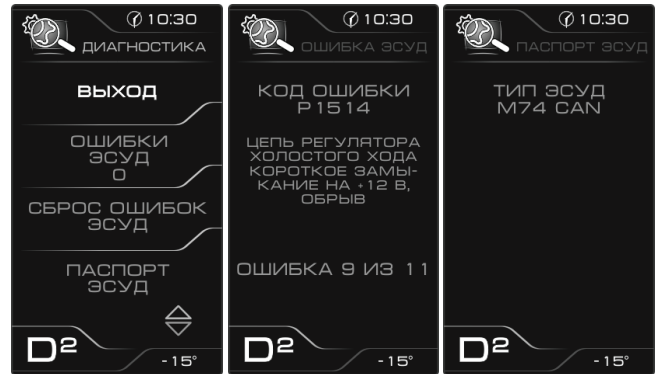 10:30
ДИАГНОСТИКА
ВЫХОД
ОШИБКИ
ЭСУД
0
СБРОС ОШИБОК
ЭСУД
ПАСПОРТ
ЭСУД
D²
-15°
10:30
ОШИБКА ЭСУД
КОД ОШИБКИ
P1514
ЦЕПЬ РЕГУЛЯТОРА
ХОЛОСТОГО ХОДА
КОРОТКОЕ ЗАМЫ-
КАНИЕ НА +12 В,
ОБРЫВ
ОШИБКА 9 ИЗ 11
D²
-15°
10:30
ПАСПОРТ ЭСУД
ТИП ЭСУД
M74 CAN
D²
-15°